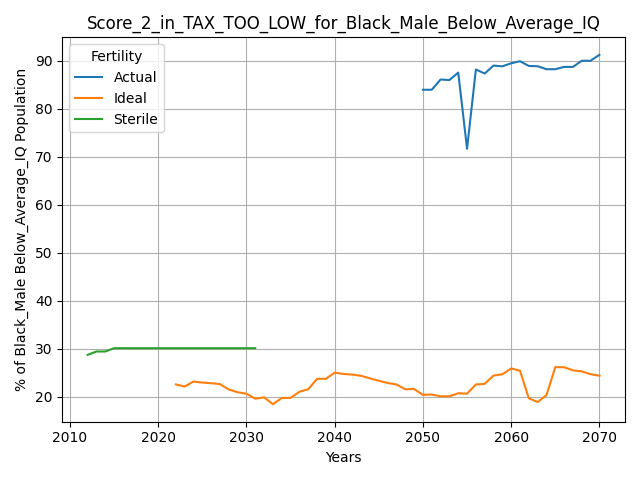 Score_2_in_TAX_TOO_LOW_for_Black_Male_Below_Average_IQ
% of Black_Male Below_Average_IQ Population
90
80
70
60
50
40
30
20
Fertility
Actual
Ideal
Sterile
2010 2020 2030 2040 2050 2060 2070
Years